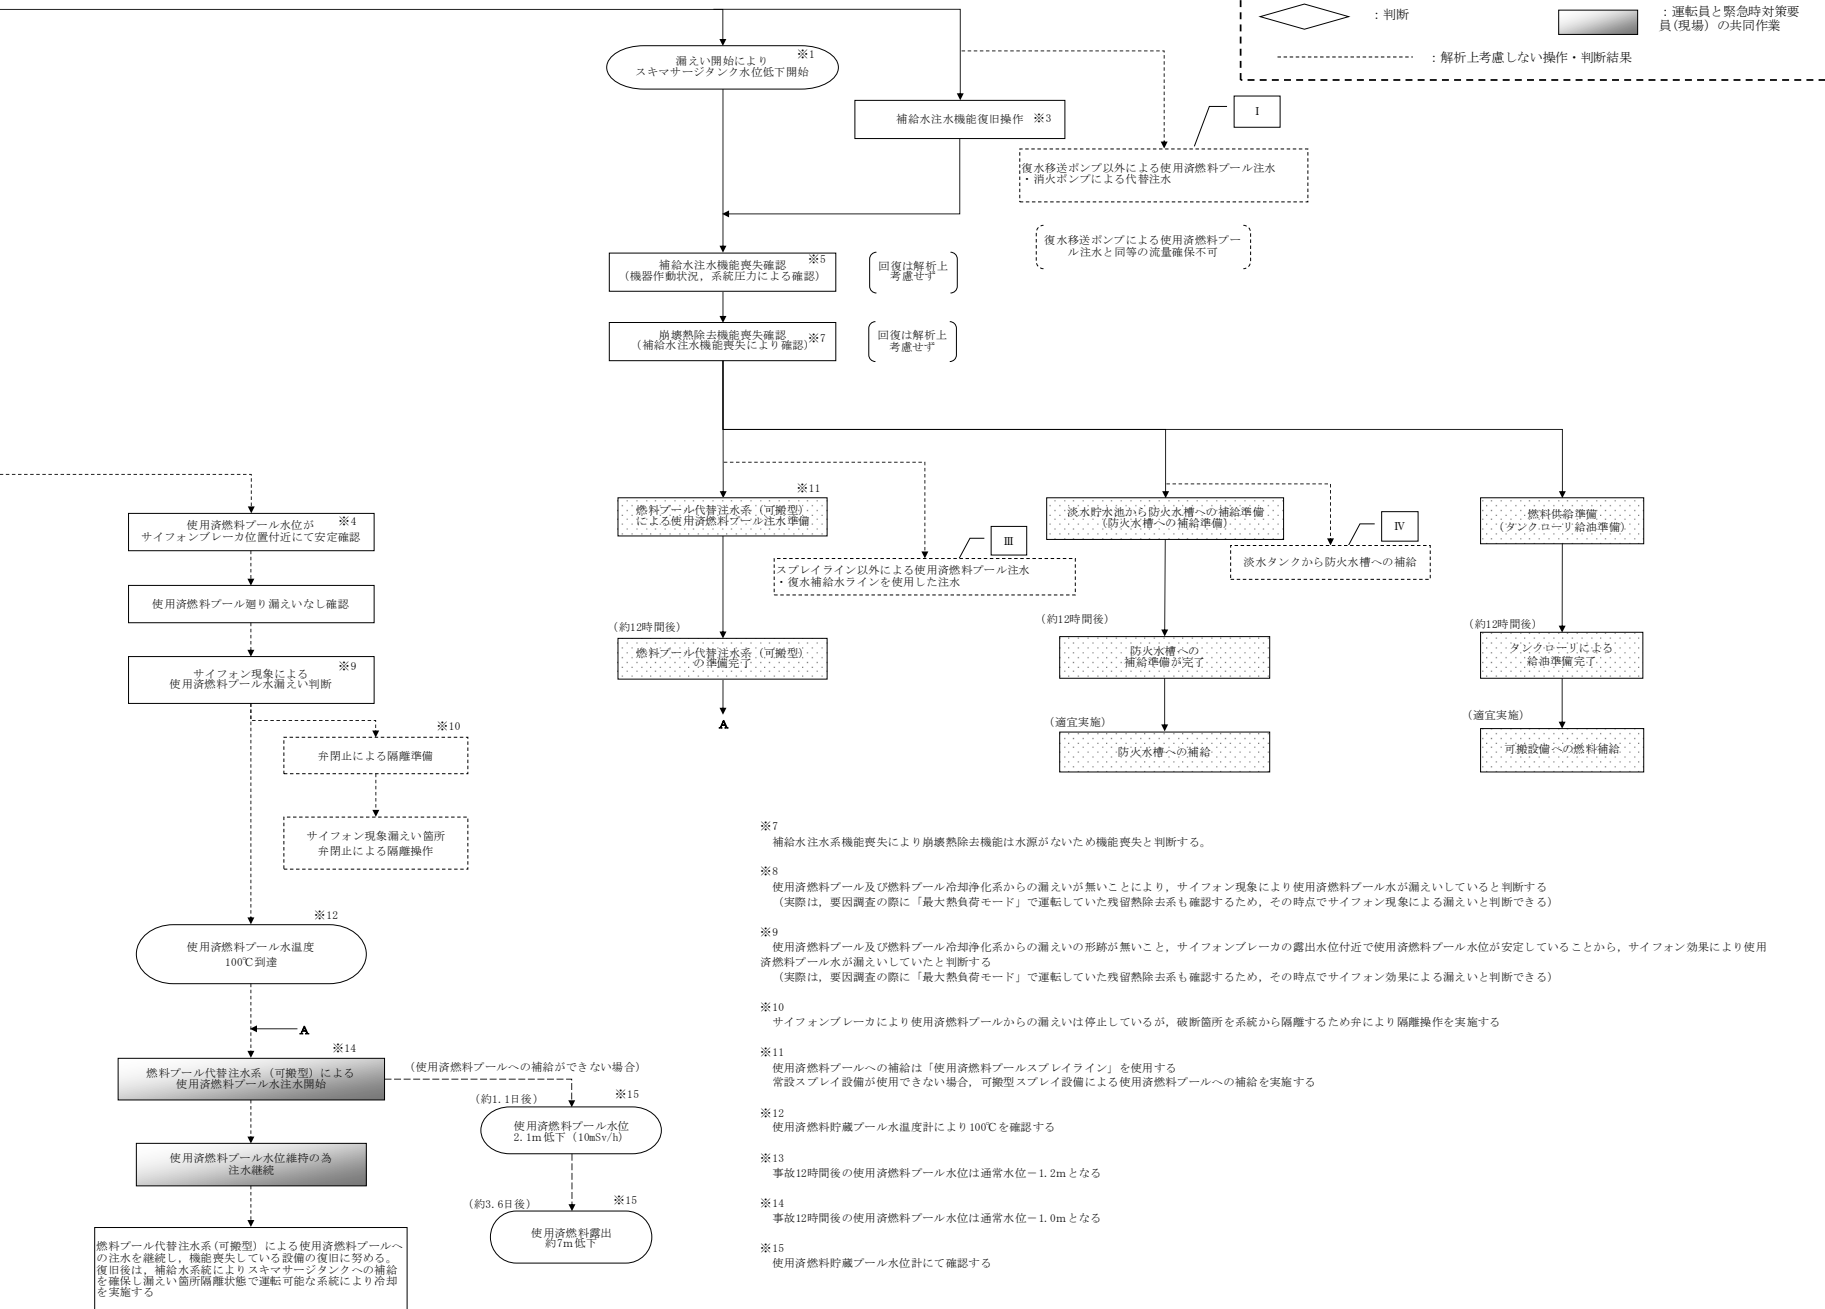 ：判断
：運転員と緊急時対策要
員(現場）の共同作業
：解析上考慮しない操作・判断結果
※1
漏えい開始により
スキマサージタンク水位低下開始
補給水注水機能復旧操作　※3
Ⅰ
復水移送ポンプ以外による使用済燃料プール注水
・消火ポンプによる代替注水
復水移送ポンプによる使用済燃料プー
ル注水と同等の流量確保不可
※5
補給水注水機能喪失確認
（機器作動状況，系統圧力による確認）
回復は解析上
考慮せず
崩壊熱除去機能喪失確認
（補給水注水機能喪失により確認）
※7
回復は解析上
考慮せず
※11
燃料プール代替注水系（可搬型）
による使用済燃料プール注水準備
淡水貯水池から防火水槽への補給準備
（防火水槽への補給準備）
燃料供給準備
（タンクローリ給油準備）
Ⅲ
スプレイライン以外による使用済燃料プール注水
・復水補給水ラインを使用した注水
Ⅳ
淡水タンクから防火水槽への補給
（約12時間後）
燃料プール代替注水系（可搬型）
の準備完了
A
（約12時間後）
防火水槽への
補給準備が完了
（適宜実施）
防火水槽への補給
（約12時間後）
タンクローリによる
給油準備完了
（適宜実施）
可搬設備への燃料補給
使用済燃料プール水位が
※4
サイフォンブレーカ位置付近にて安定確認
使用済燃料プール廻り漏えいなし確認
※9
サイフォン現象による
使用済燃料プール水漏えい判断
※10
弁閉止による隔離準備
サイフォン現象漏えい箇所
弁閉止による隔離操作
※12
使用済燃料プール水温度
100℃到達
A
※14
燃料プール代替注水系（可搬型）による
使用済燃料プール水注水開始
（使用済燃料プールへの補給ができない場合）
（約1.1日後）
※15
使用済燃料プール水位
2.1m低下（10mSv/h）
使用済燃料プール水位維持の為
注水継続
（約3.6日後）
※15
使用済燃料露出
約7m低下
燃料プール代替注水系(可搬型）による使用済燃料プールへ
の注水を継続し，機能喪失している設備の復旧に努める。
復旧後は，補給水系統によりスキマサージタンクへの補給
を確保し漏えい箇所隔離状態で運転可能な系統により冷却
を実施する
※7
補給水注水系機能喪失により崩壊熱除去機能は水源がないため機能喪失と判断する。
※8
使用済燃料プール及び燃料プール冷却浄化系からの漏えいが無いことにより，サイフォン現象により使用済燃料プール水が漏えいしていると判断する
（実際は，要因調査の際に「最大熱負荷モード」で運転していた残留熱除去系も確認するため，その時点でサイフォン現象による漏えいと判断できる）
※9
使用済燃料プール及び燃料プール冷却浄化系からの漏えいの形跡が無いこと，サイフォンブレーカの露出水位付近で使用済燃料プール水位が安定していることから，サイフォン効果により使用
済燃料プール水が漏えいしていたと判断する
（実際は，要因調査の際に「最大熱負荷モード」で運転していた残留熱除去系も確認するため，その時点でサイフォン効果による漏えいと判断できる）
※10
サイフォンブレーカにより使用済燃料プールからの漏えいは停止しているが，破断箇所を系統から隔離するため弁により隔離操作を実施する
※11
使用済燃料プールへの補給は「使用済燃料プールスプレイライン」を使用する
常設スプレイ設備が使用できない場合，可搬型スプレイ設備による使用済燃料プールへの補給を実施する
※12
使用済燃料貯蔵プール水温度計により100℃を確認する
※13
事故12時間後の使用済燃料プール水位は通常水位－1.2mとなる
※14
事故12時間後の使用済燃料プール水位は通常水位－1.0mとなる
※15
使用済燃料貯蔵プール水位計にて確認する